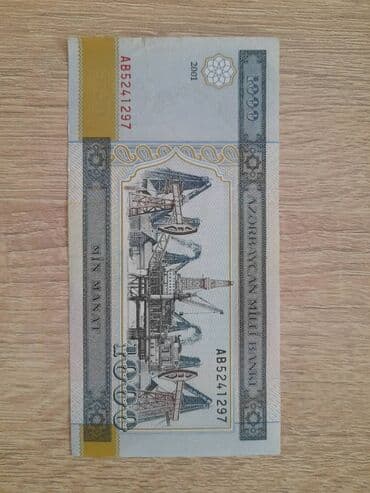 AZƏRBAYCAN MİLLİ BANKI
1000
2001
AB5241297
AB5241297
1000
MİN MANAT